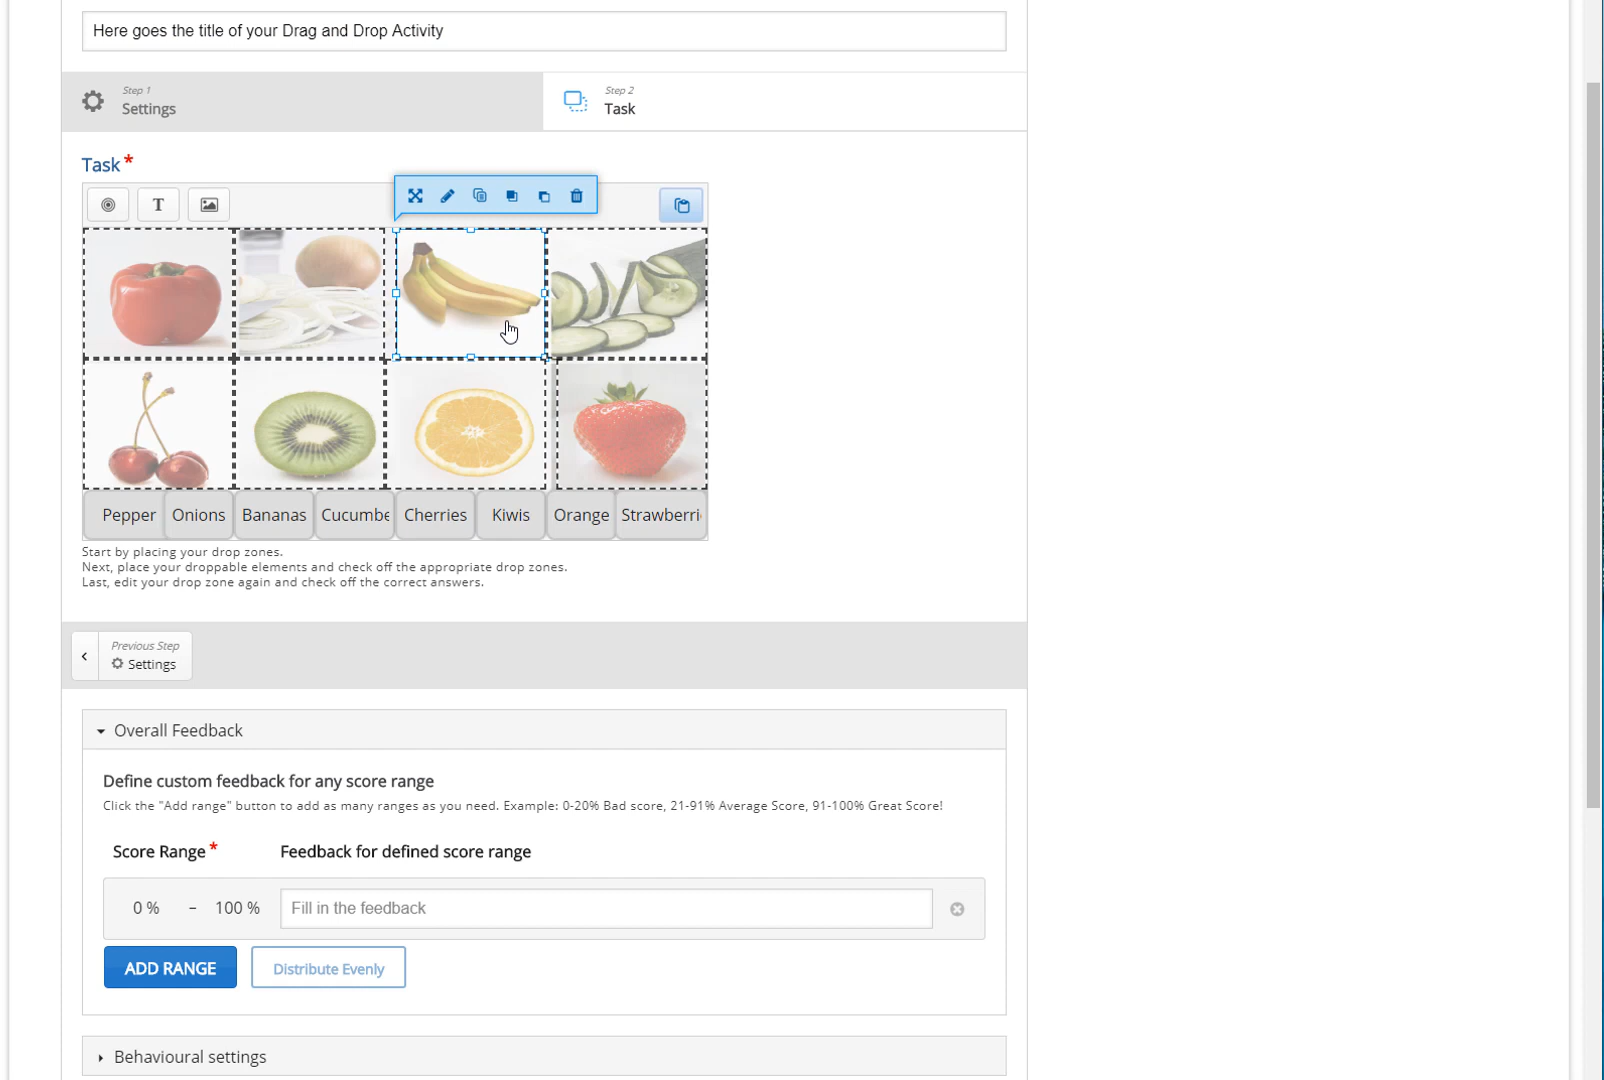 Here goes the title of your Drag and Drop Activity
Step 1
Settings
Step 2
Task
Task *
T
Pepper Onions Bananas Cucumbe Cherries Kiwis Orange Strawberri
Start by placing your drop zones.
Next, place your droppable elements and check off the appropriate drop zones.
Last, edit your drop zone again and check off the correct answers.
Previous Step
Settings
Overall Feedback
Define custom feedback for any score range
Click the "Add range" button to add as many ranges as you need. Example: 0-20% Bad score, 21-91% Average Score, 91-100% Great Score!
Score Range * Feedback for defined score range
0 % – 100 % Fill in the feedback
ADD RANGE Distribute Evenly
Behavioural settings